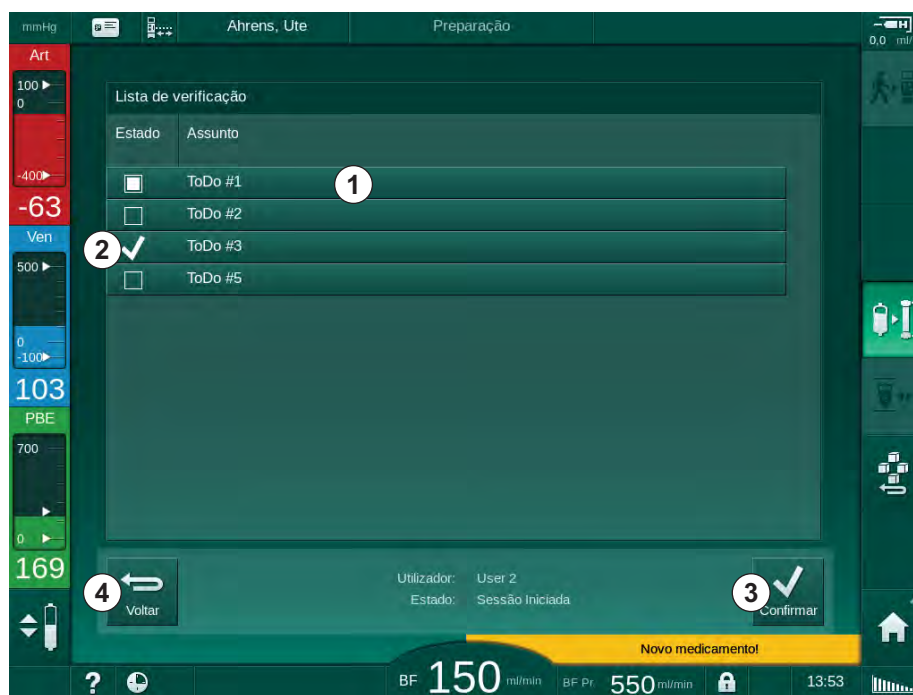 mmHg
Ahrens, Ute
Preparação
0,0 ml/
Art
100
0
-400
-63
Ven
500
0
-100
103
PBE
700
0
169
Lista de verificação
Estado Assunto
ToDo #1
1
ToDo #2
2
ToDo #3
ToDo #5
4
Voltar
Utilizador: User 2
Estado: Sessão Iniciada
3
Confirmar
Novo medicamento!
?
BF 150 ml/min BF Pr. 550 ml/min
13:53